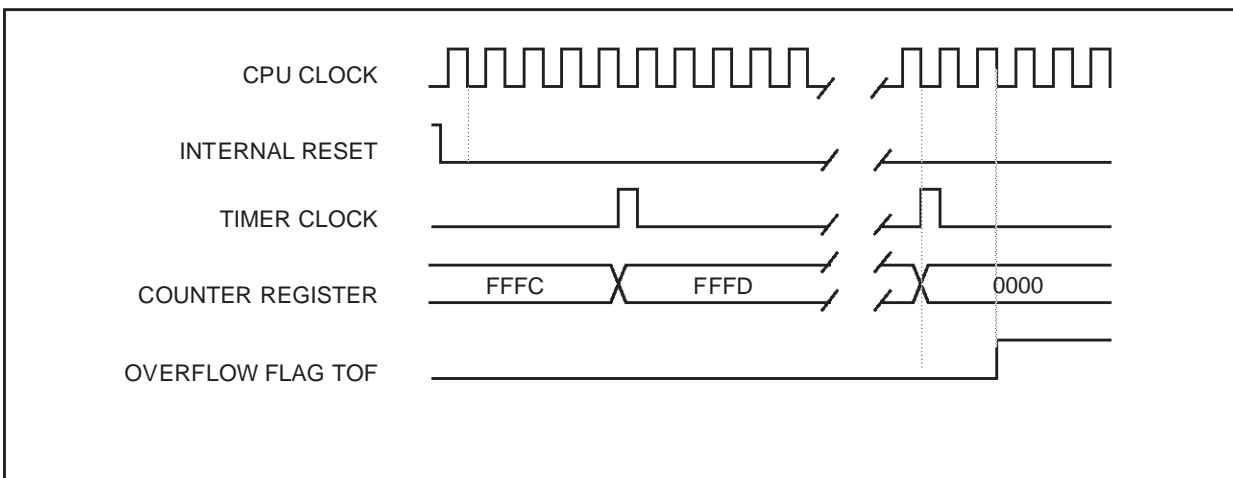 CPU CLOCK
INTERNAL RESET
TIMER CLOCK
COUNTER REGISTER
FFFC
FFFD
0000
OVERFLOW FLAG TOF